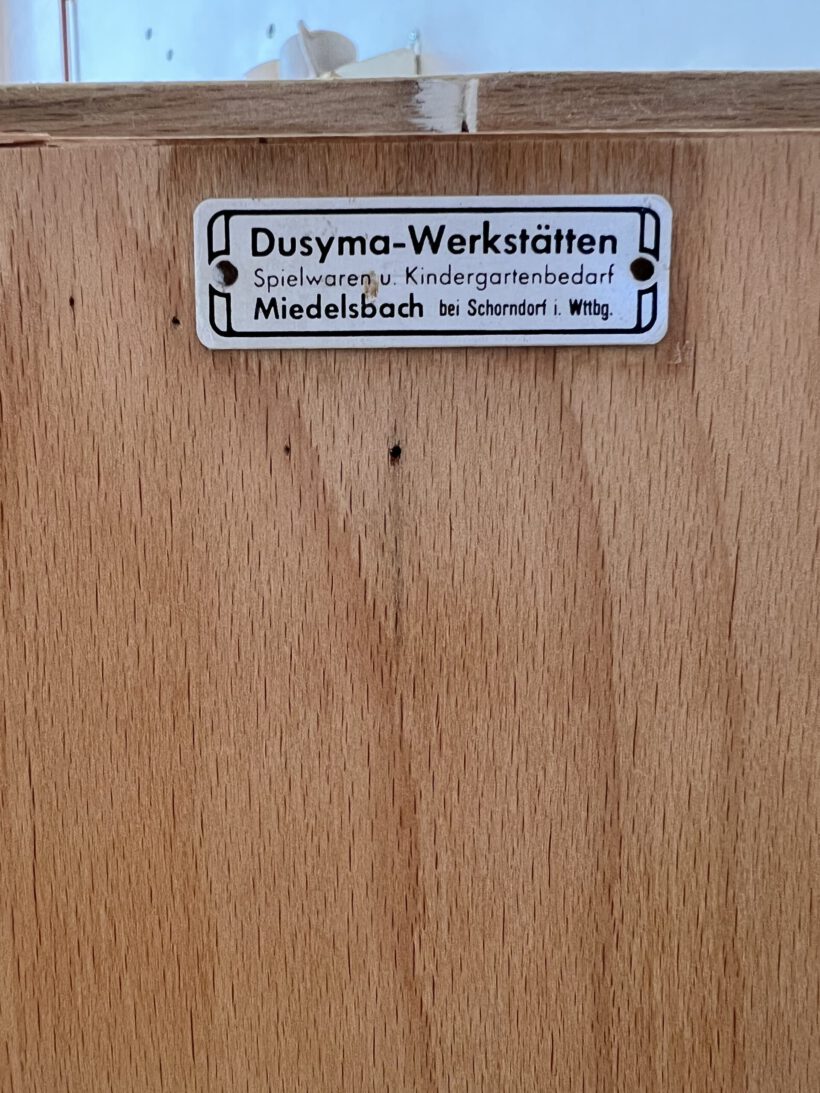 Dusyma-Werkstätten
Spielwaren u. Kindergartenbedarf
Miedelsbach bei Schorndorf i. Wttbg.